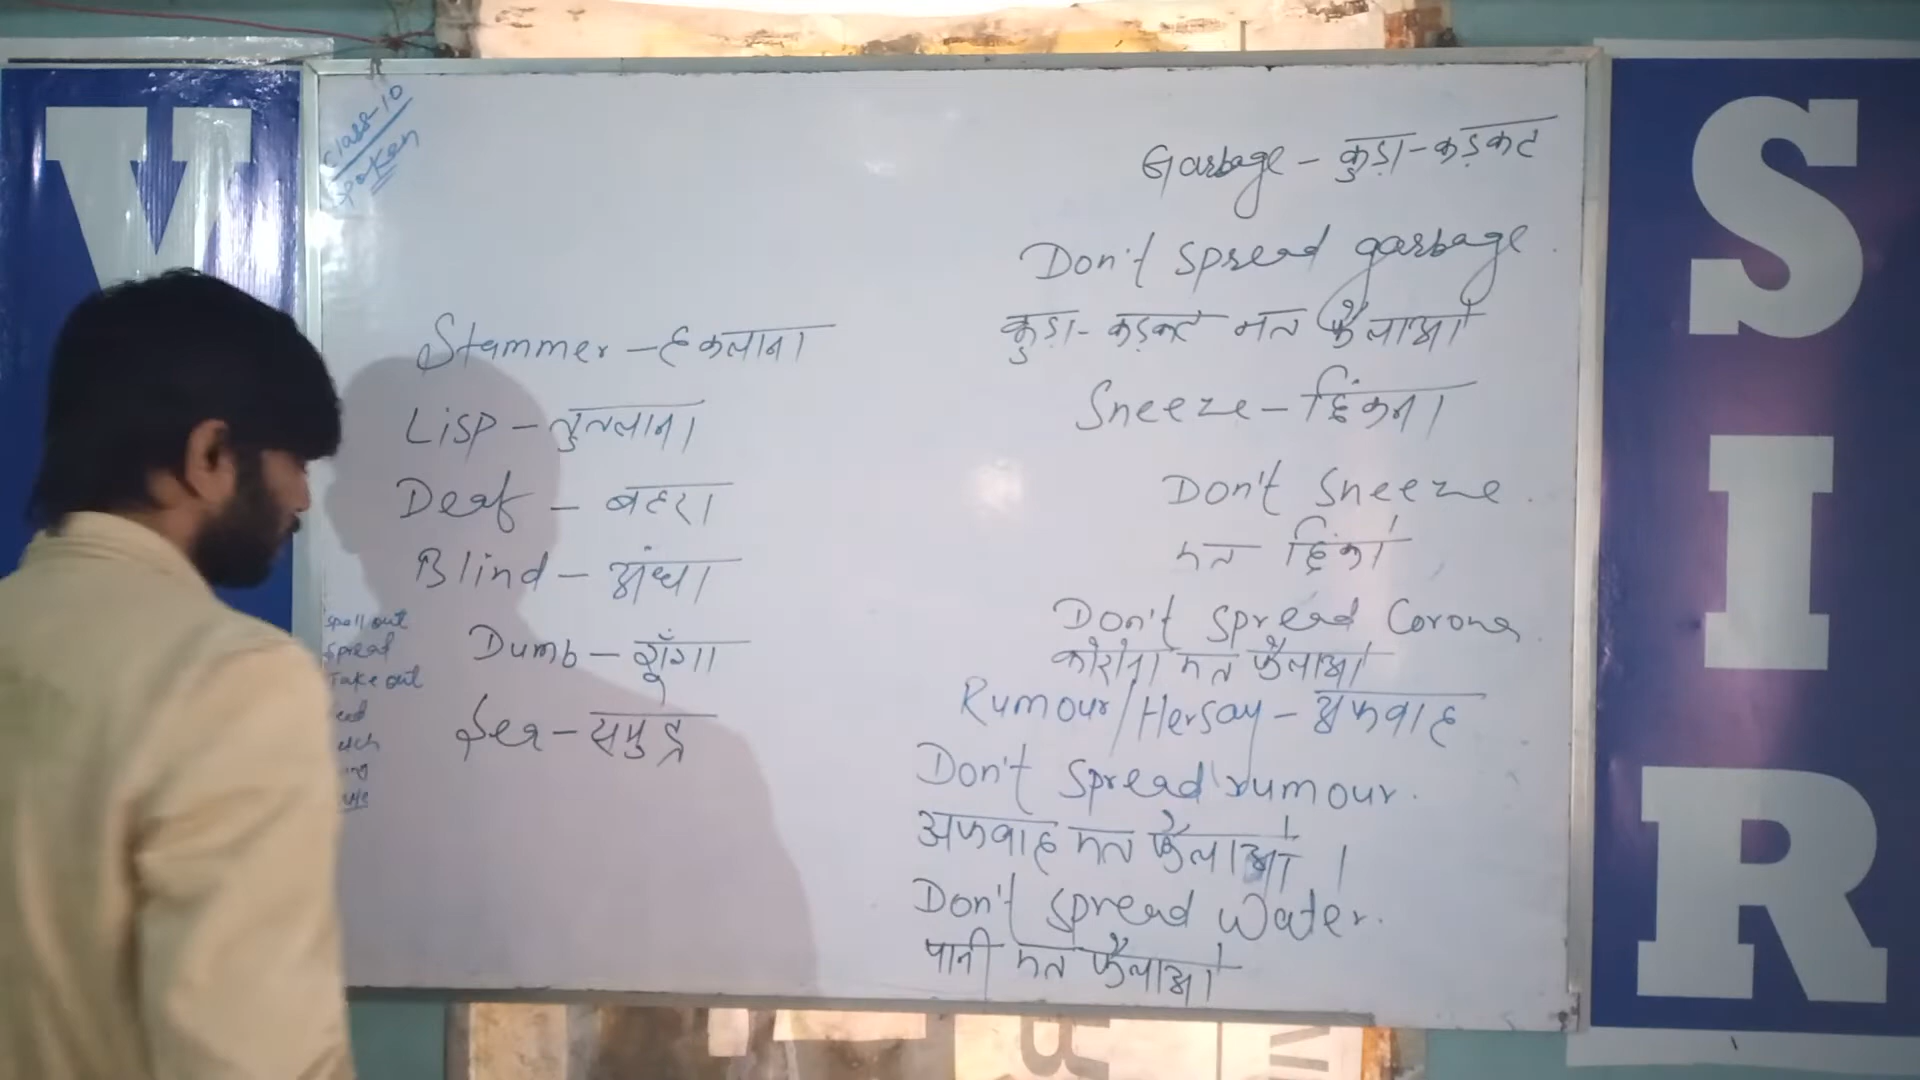 Class-10
Spoken
Stammer – हकलाना
Lisp – तुतलाना
Deaf – बहरा
Blind – अंधा
Dumb – गूँगा
Sea – समुद्र
Spell out
Spread
Take out
Garbage – कुड़ा-कड़कट
Don't spread garbage.
कुड़ा-कड़कट मत फैलाओ
Sneeze – छिंकना
Don't Sneeze.
मत छिंको
Don't spread Corona
कोरोना मत फैलाओ
Rumour/Hersay – अफवाह
Don't spread rumour.
अफवाह मत फैलाओ ।
Don't spread water.
पानी मत फैलाओ
V
S
I
R